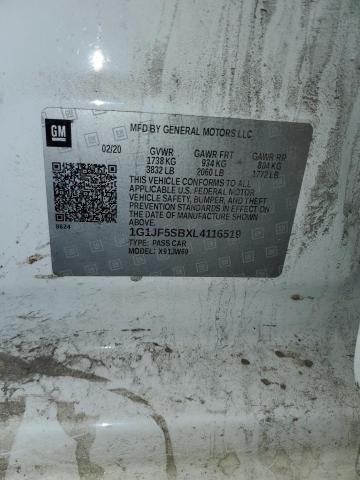 GM
MFD BY GENERAL MOTORS LLC
02/20 GVWR GAWR FRT GAWR RR
1738 KG 934 KG 804 KG
3832 LB 2060 LB 1772 LB
THIS VEHICLE CONFORMS TO ALL
APPLICABLE U.S. FEDERAL MOTOR
VEHICLE SAFETY, BUMPER, AND THEFT
PREVENTION STANDARDS IN EFFECT ON
THE DATE OF MANUFACTURE SHOWN
ABOVE.
8624
1G1JF5SBXL4116519
TYPE: PASS CAR
MODEL: X91JW69